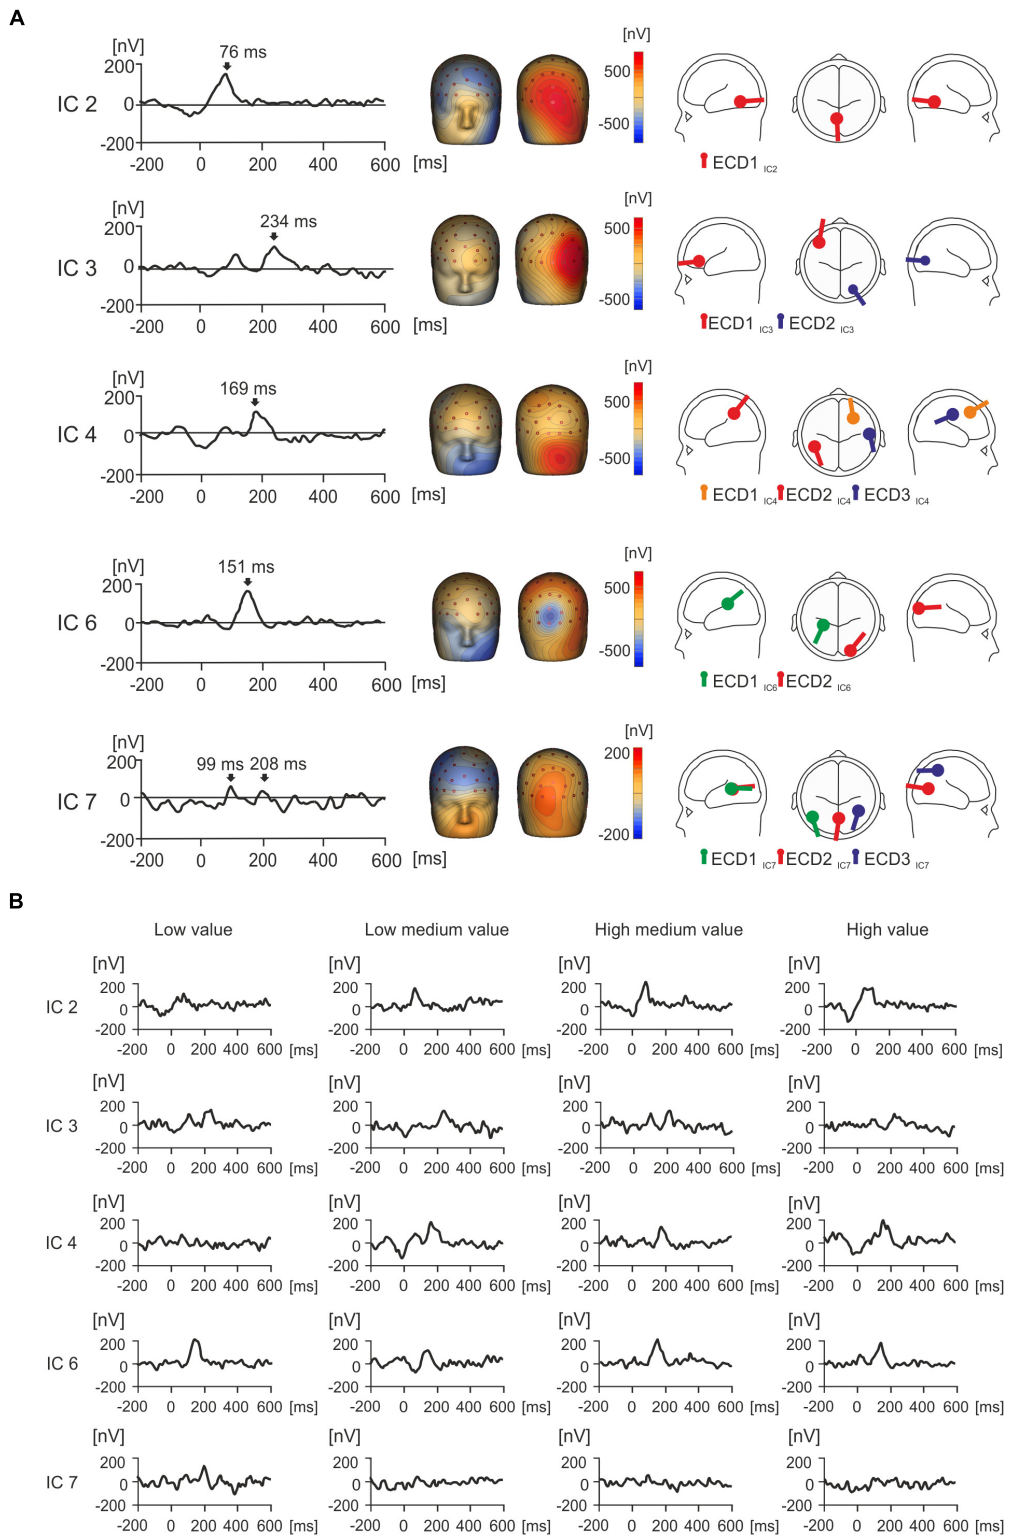 A
[nV]
76 ms
200
0
-200
IC 2
-200 0 200 400 600 [ms]
[nV]
500
-500
ECD1 IC2
[nV]
234 ms
200
0
-200
IC 3
-200 0 200 400 600 [ms]
[nV]
500
-500
ECD1 IC3 ECD2 IC3
[nV]
169 ms
200
0
-200
IC 4
-200 0 200 400 600 [ms]
[nV]
500
-500
ECD1 IC4 ECD2 IC4 ECD3 IC4
[nV]
151 ms
200
0
-200
IC 6
-200 0 200 400 600 [ms]
[nV]
500
-500
ECD1 IC6 ECD2 IC6
[nV]
99 ms 208 ms
200
0
-200
IC 7
-200 0 200 400 600 [ms]
[nV]
200
-200
ECD1 IC7 ECD2 IC7 ECD3 IC7
B
Low value Low medium value High medium value High value
[nV] [nV] [nV] [nV]
200 200 200 200
IC 2 0 0 0 0
-200 -200 -200 -200
-200 0 200 400 600 [ms] -200 0 200 400 600 [ms] -200 0 200 400 600 [ms] -200 0 200 400 600 [ms]
[nV] [nV] [nV] [nV]
200 200 200 200
IC 3 0 0 0 0
-200 -200 -200 -200
-200 0 200 400 600 [ms] -200 0 200 400 600 [ms] -200 0 200 400 600 [ms] -200 0 200 400 600 [ms]
[nV] [nV] [nV] [nV]
200 200 200 200
IC 4 0 0 0 0
-200 -200 -200 -200
-200 0 200 400 600 [ms] -200 0 200 400 600 [ms] -200 0 200 400 600 [ms] -200 0 200 400 600 [ms]
[nV] [nV] [nV] [nV]
200 200 200 200
IC 6 0 0 0 0
-200 -200 -200 -200
-200 0 200 400 600 [ms] -200 0 200 400 600 [ms] -200 0 200 400 600 [ms] -200 0 200 400 600 [ms]
[nV] [nV] [nV] [nV]
200 200 200 200
IC 7 0 0 0 0
-200 -200 -200 -200
-200 0 200 400 600 [ms] -200 0 200 400 600 [ms] -200 0 200 400 600 [ms] -200 0 200 400 600 [ms]